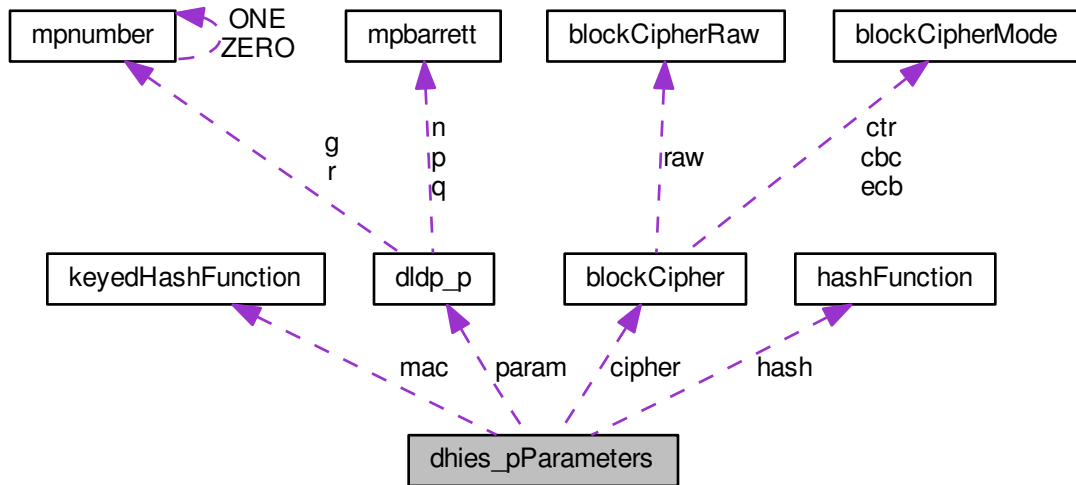 ONE
ZERO
mpnumber
mpbarrett
blockCipherRaw
blockCipherMode
g
r
n
p
q
raw
ctr
cbc
ecb
keyedHashFunction
dldp_p
blockCipher
hashFunction
mac
param
cipher
hash
dhies_pParameters